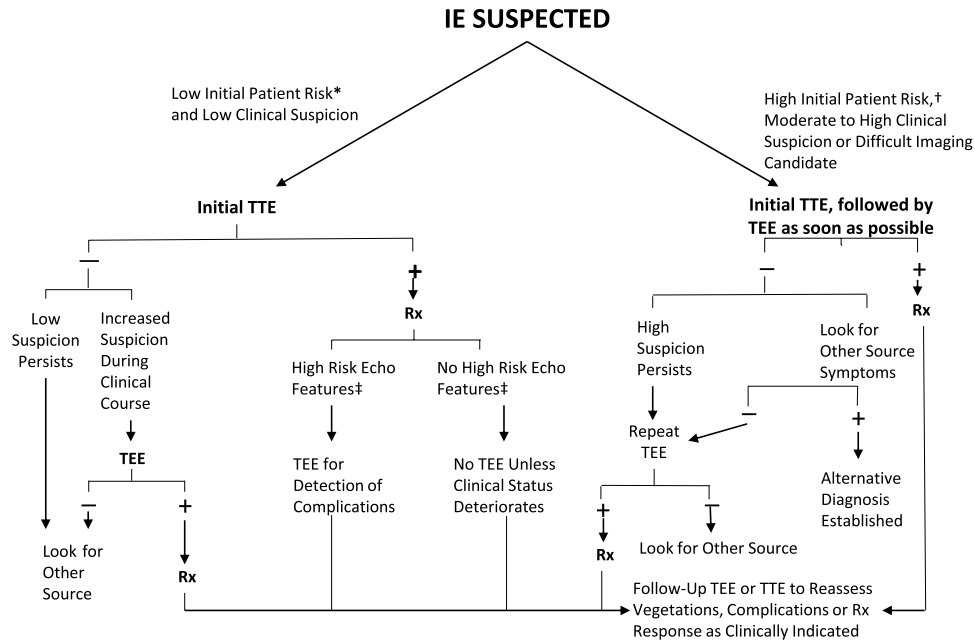 IE SUSPECTED
Low Initial Patient Risk*
and Low Clinical Suspicion
High Initial Patient Risk,†
Moderate to High Clinical
Suspicion or Difficult Imaging
Candidate
Initial TTE
Initial TTE, followed by
TEE as soon as possible
–
+
–
+
Rx
Rx
Low
Suspicion
Persists
Increased
Suspicion
During
Clinical
Course
High Risk Echo
Features‡
No High Risk Echo
Features‡
High
Suspicion
Persists
Look for
Other Source
Symptoms
–
+
TEE
TEE for
Detection of
Complications
No TEE Unless
Clinical Status
Deteriorates
Repeat
TEE
Alternative
Diagnosis
Established
–
+
+
–
Look for
Other
Source
Rx
Rx
Look for Other Source
Follow-Up TEE or TTE to Reassess
Vegetations, Complications or Rx
Response as Clinically Indicated